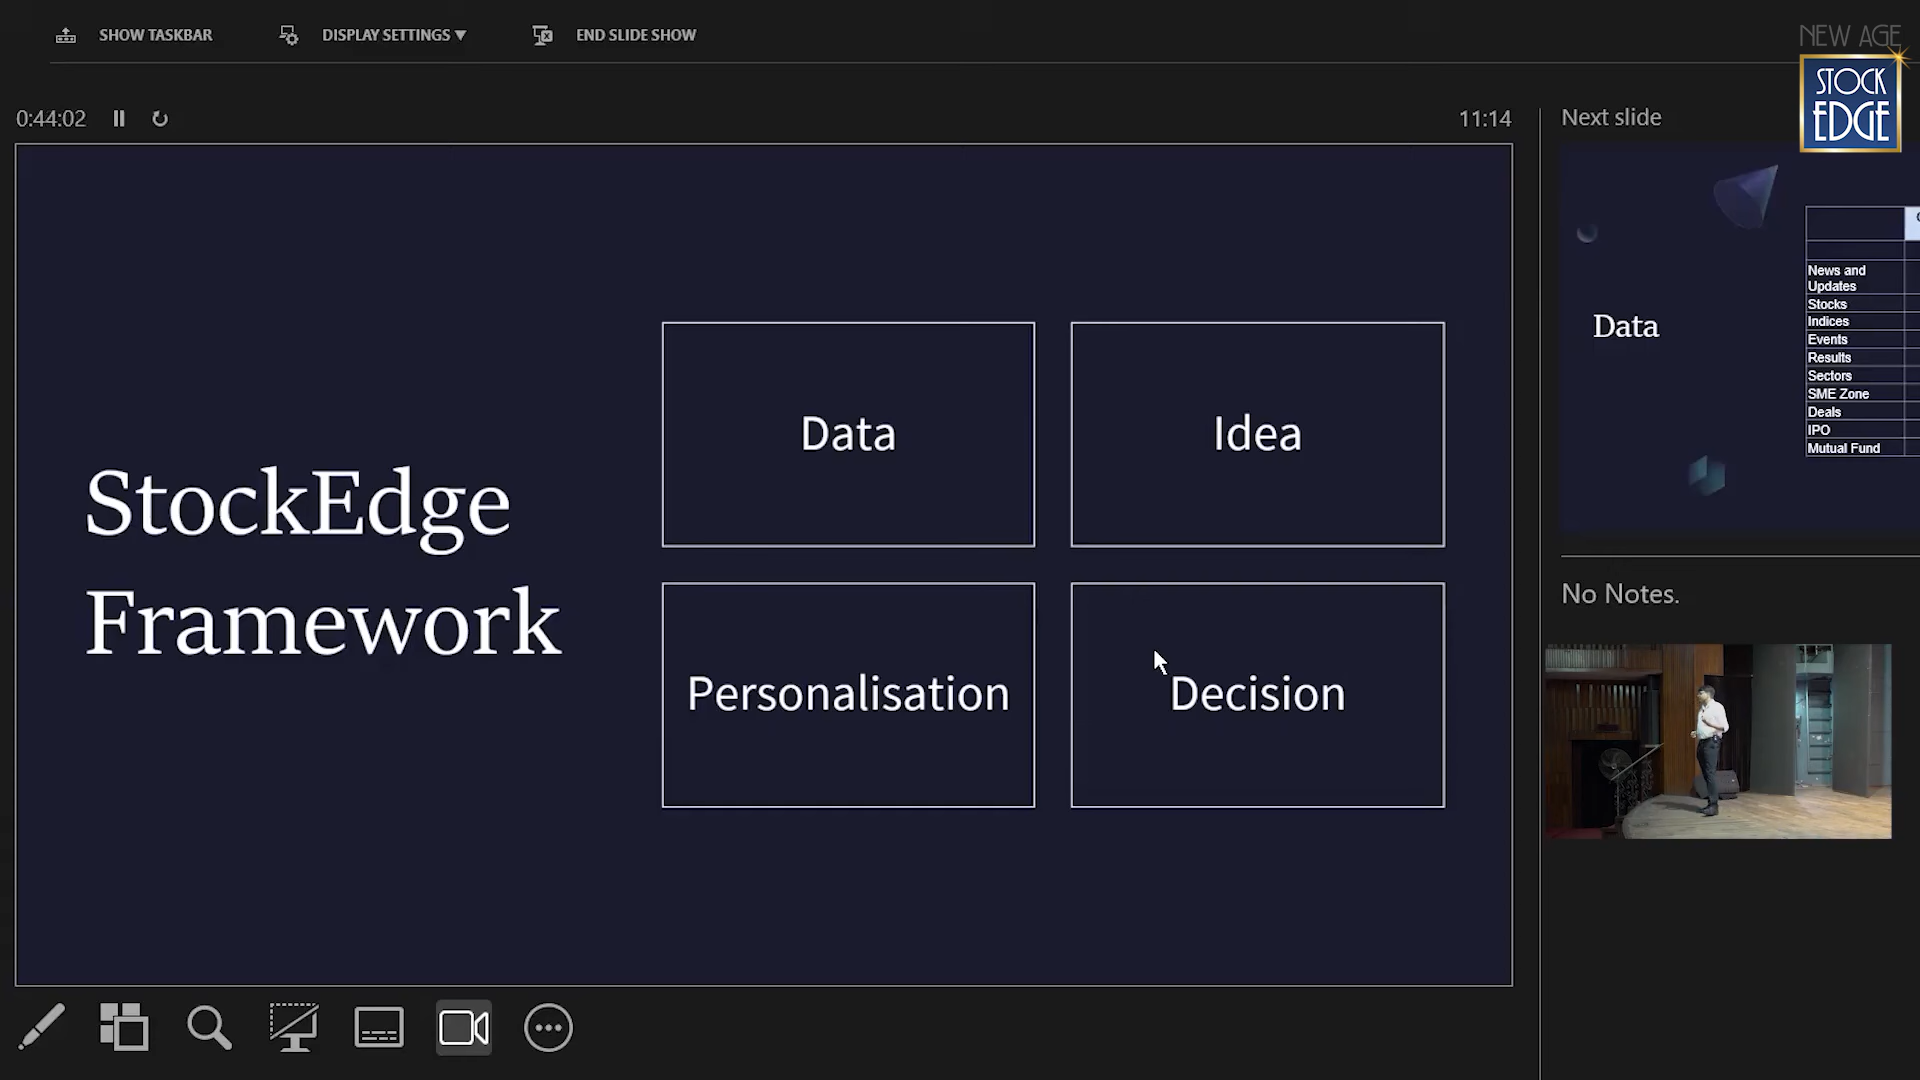 SHOW TASKBAR
DISPLAY SETTINGS ▼
END SLIDE SHOW
NEW AGE
STOCK
EDGE
0:44:02
11:14
Next slide
StockEdge
Framework
Data
Idea
Personalisation
Decision
Data
News and
Updates
Stocks
Indices
Events
Results
Sectors
SME Zone
Deals
IPO
Mutual Fund
No Notes.